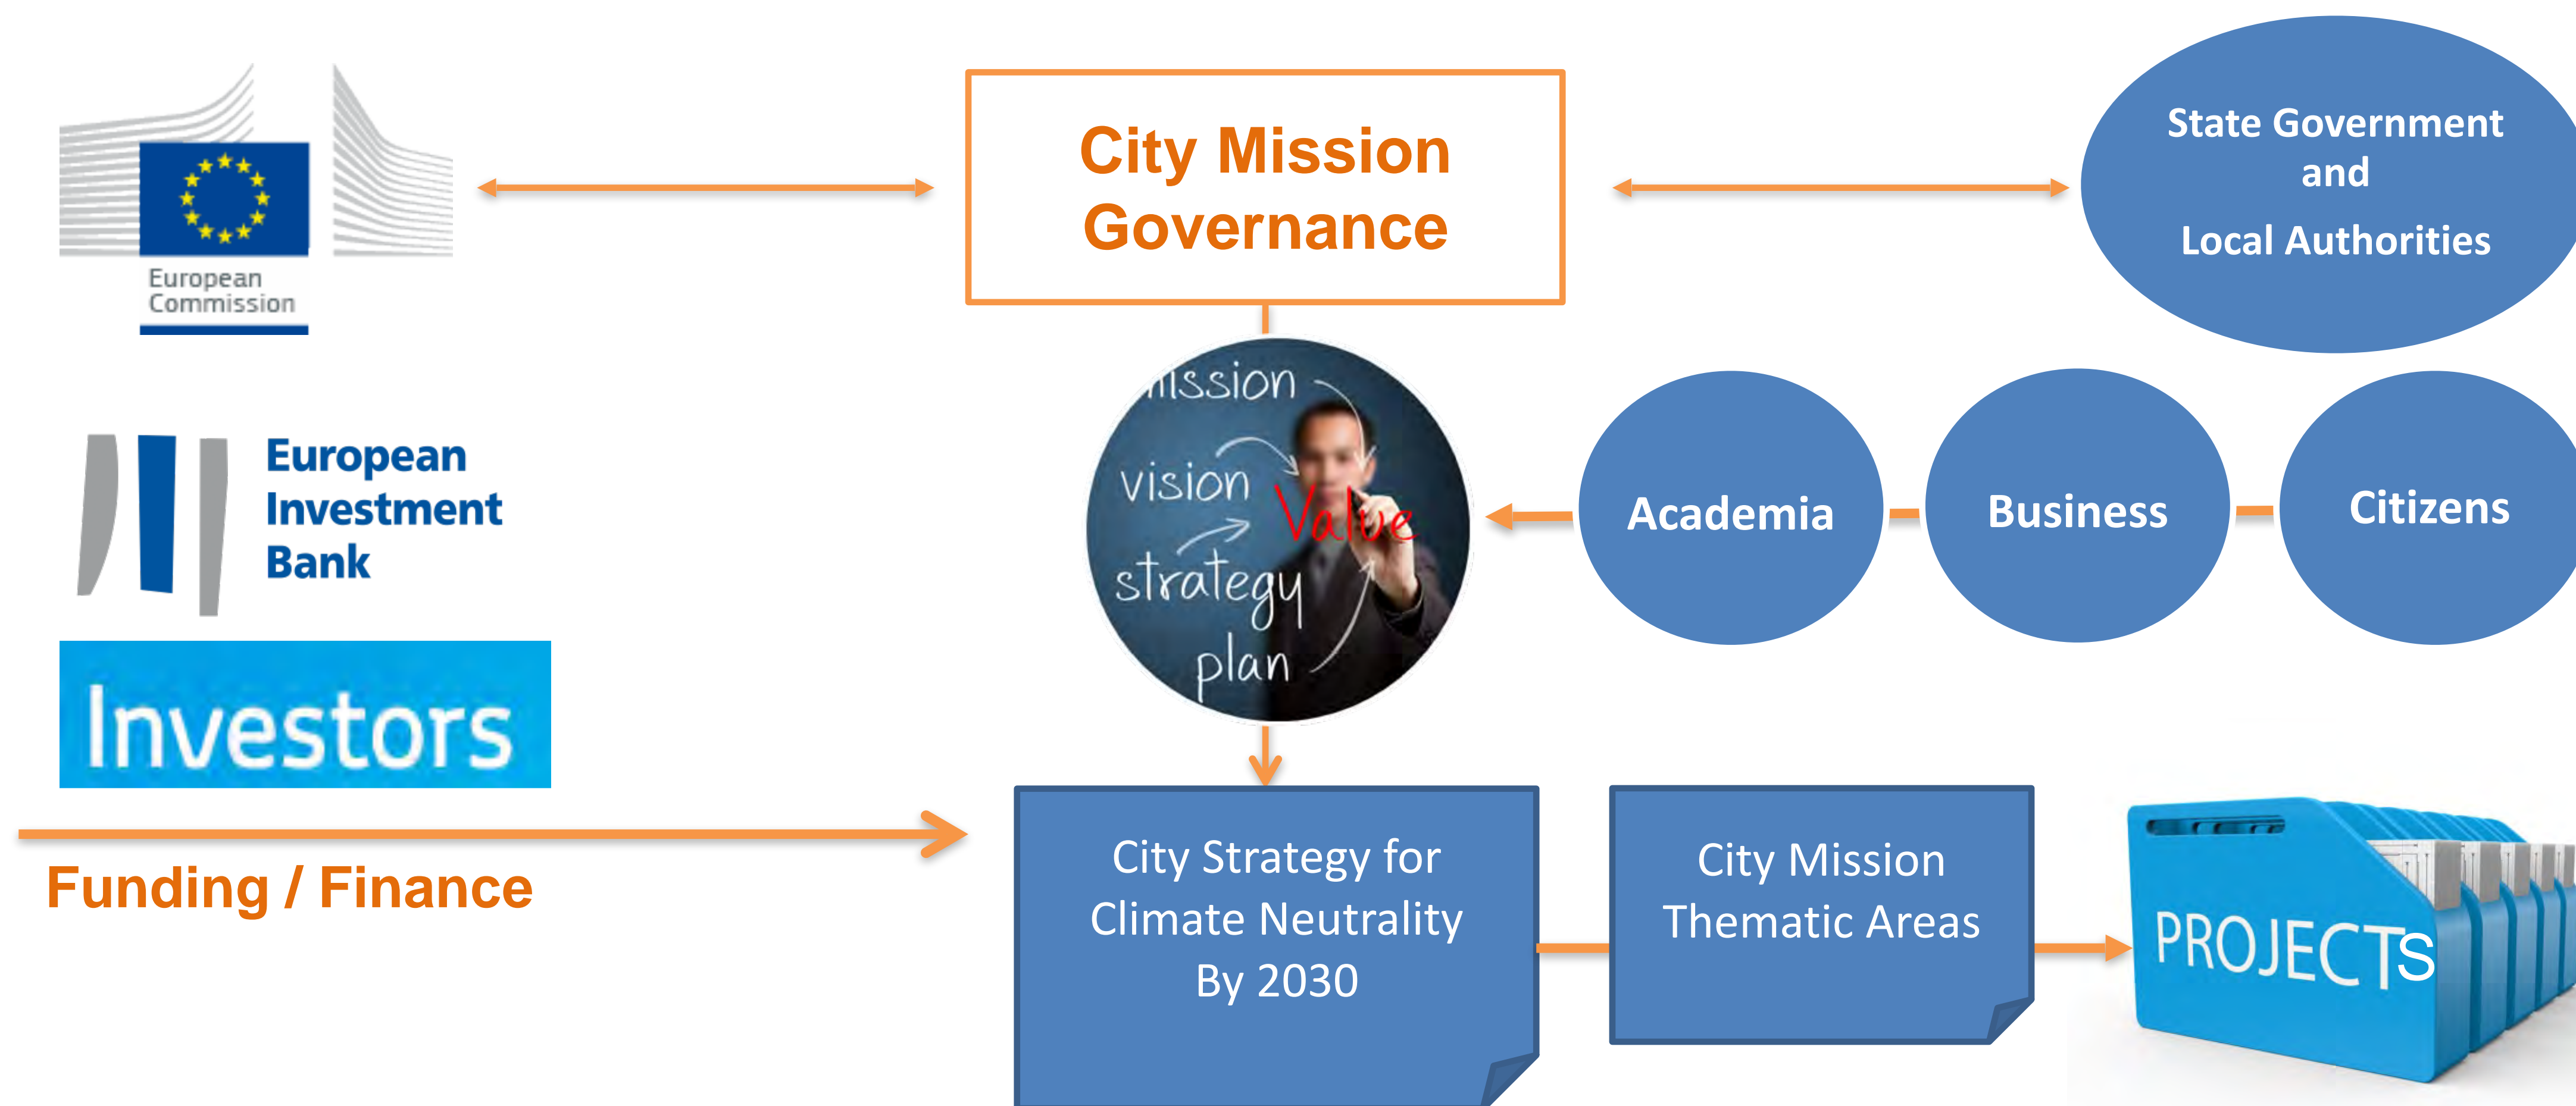 European
Commission
City Mission
Governance
State Government
and
Local Authorities
European
Investment
Bank
mission
vision
Value
strategy
plan
Academia
Business
Citizens
Investors
Funding / Finance
City Strategy for
Climate Neutrality
By 2030
City Mission
Thematic Areas
PROJECTS